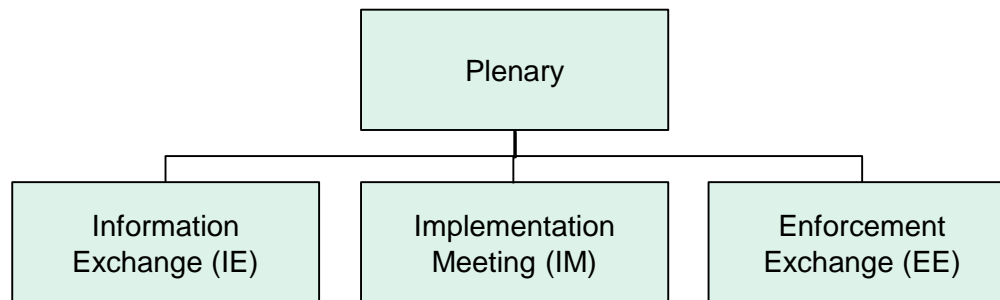 Plenary
Information
Exchange (IE)
Implementation
Meeting (IM)
Enforcement
Exchange (EE)